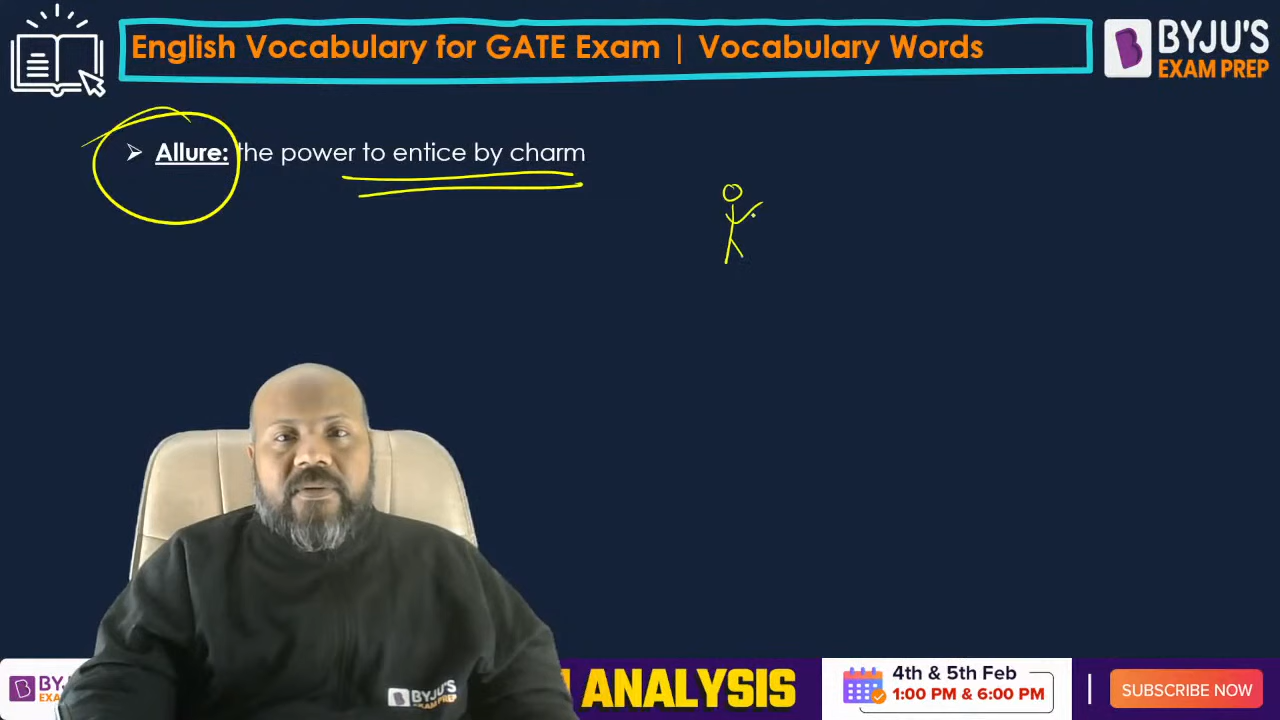 English Vocabulary for GATE Exam | Vocabulary Words
BYJU'S
EXAM PREP
➢ Allure: the power to entice by charm
BYJU'S
ANALYSIS
4th & 5th Feb
1:00 PM & 6:00 PM
SUBSCRIBE NOW